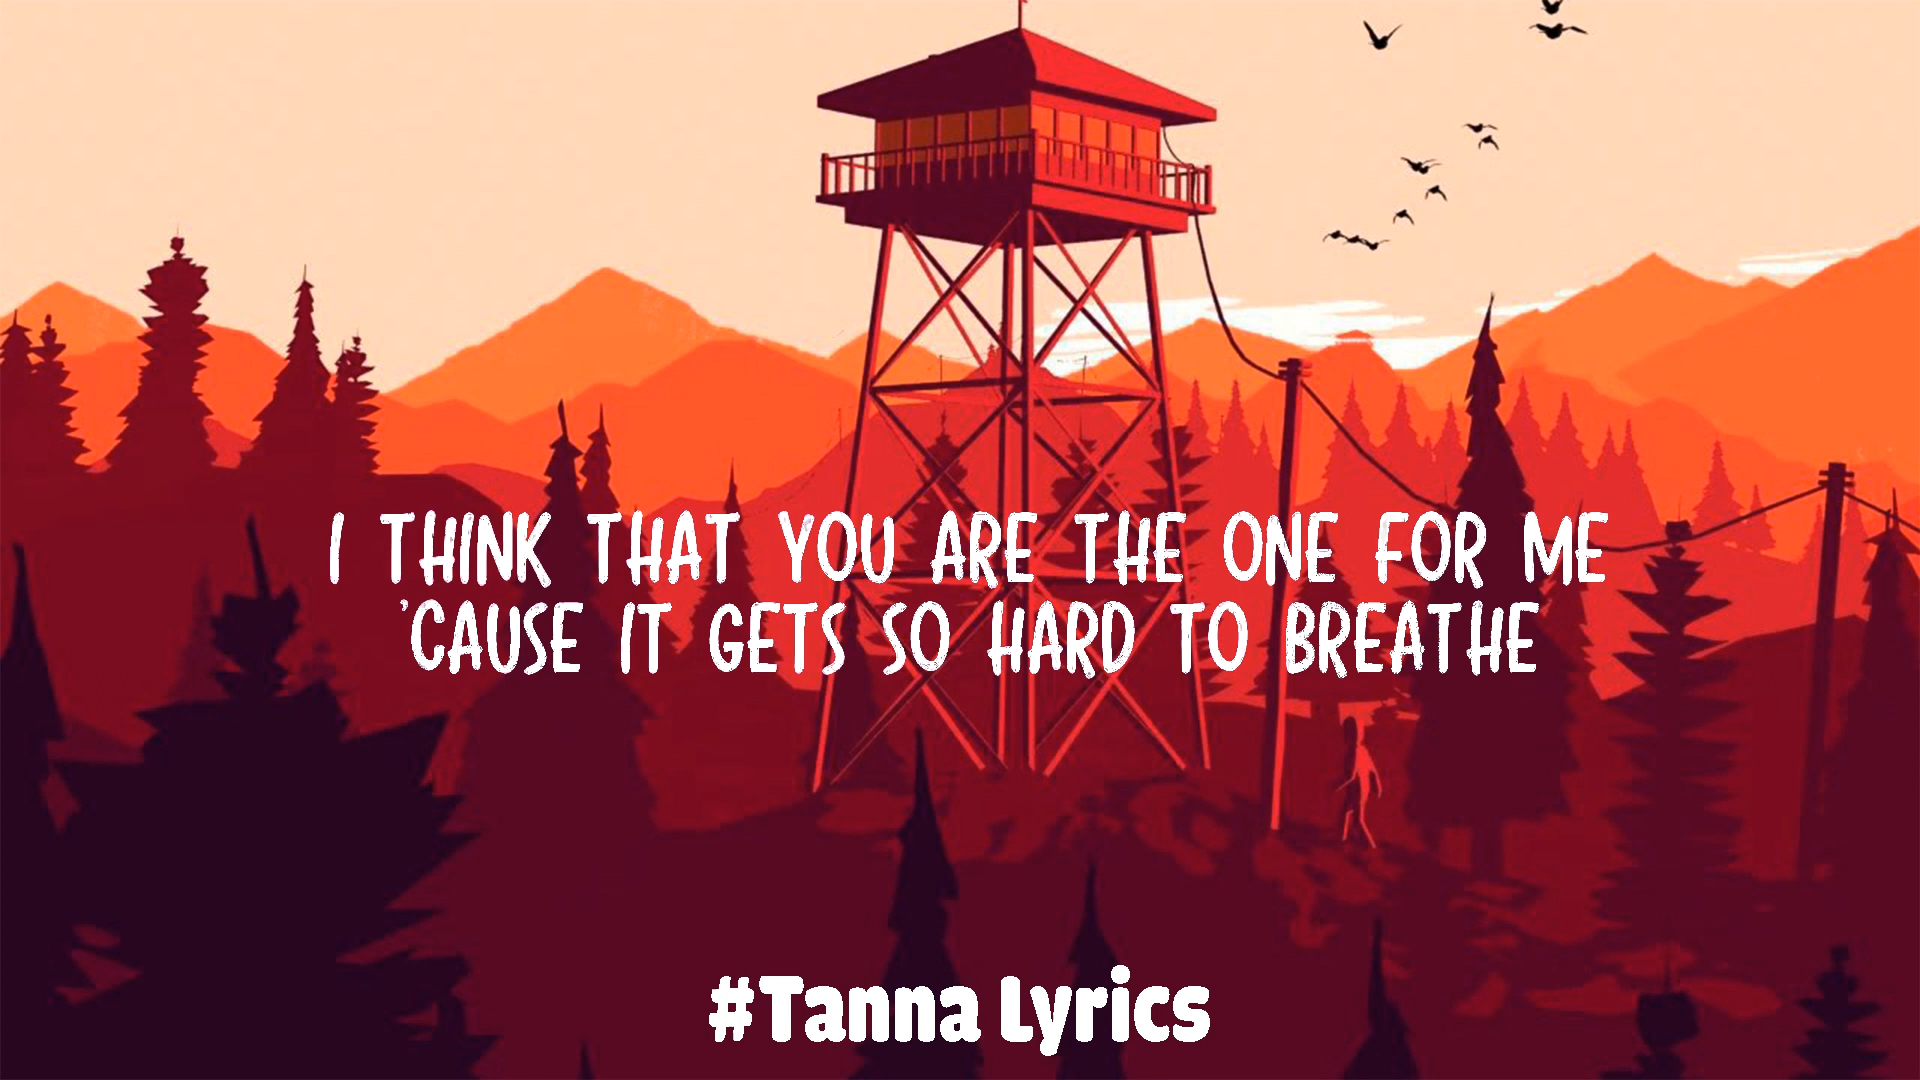 I THINK THAT YOU ARE THE ONE FOR ME
'CAUSE IT GETS SO HARD TO BREATHE
#Tanna Lyrics